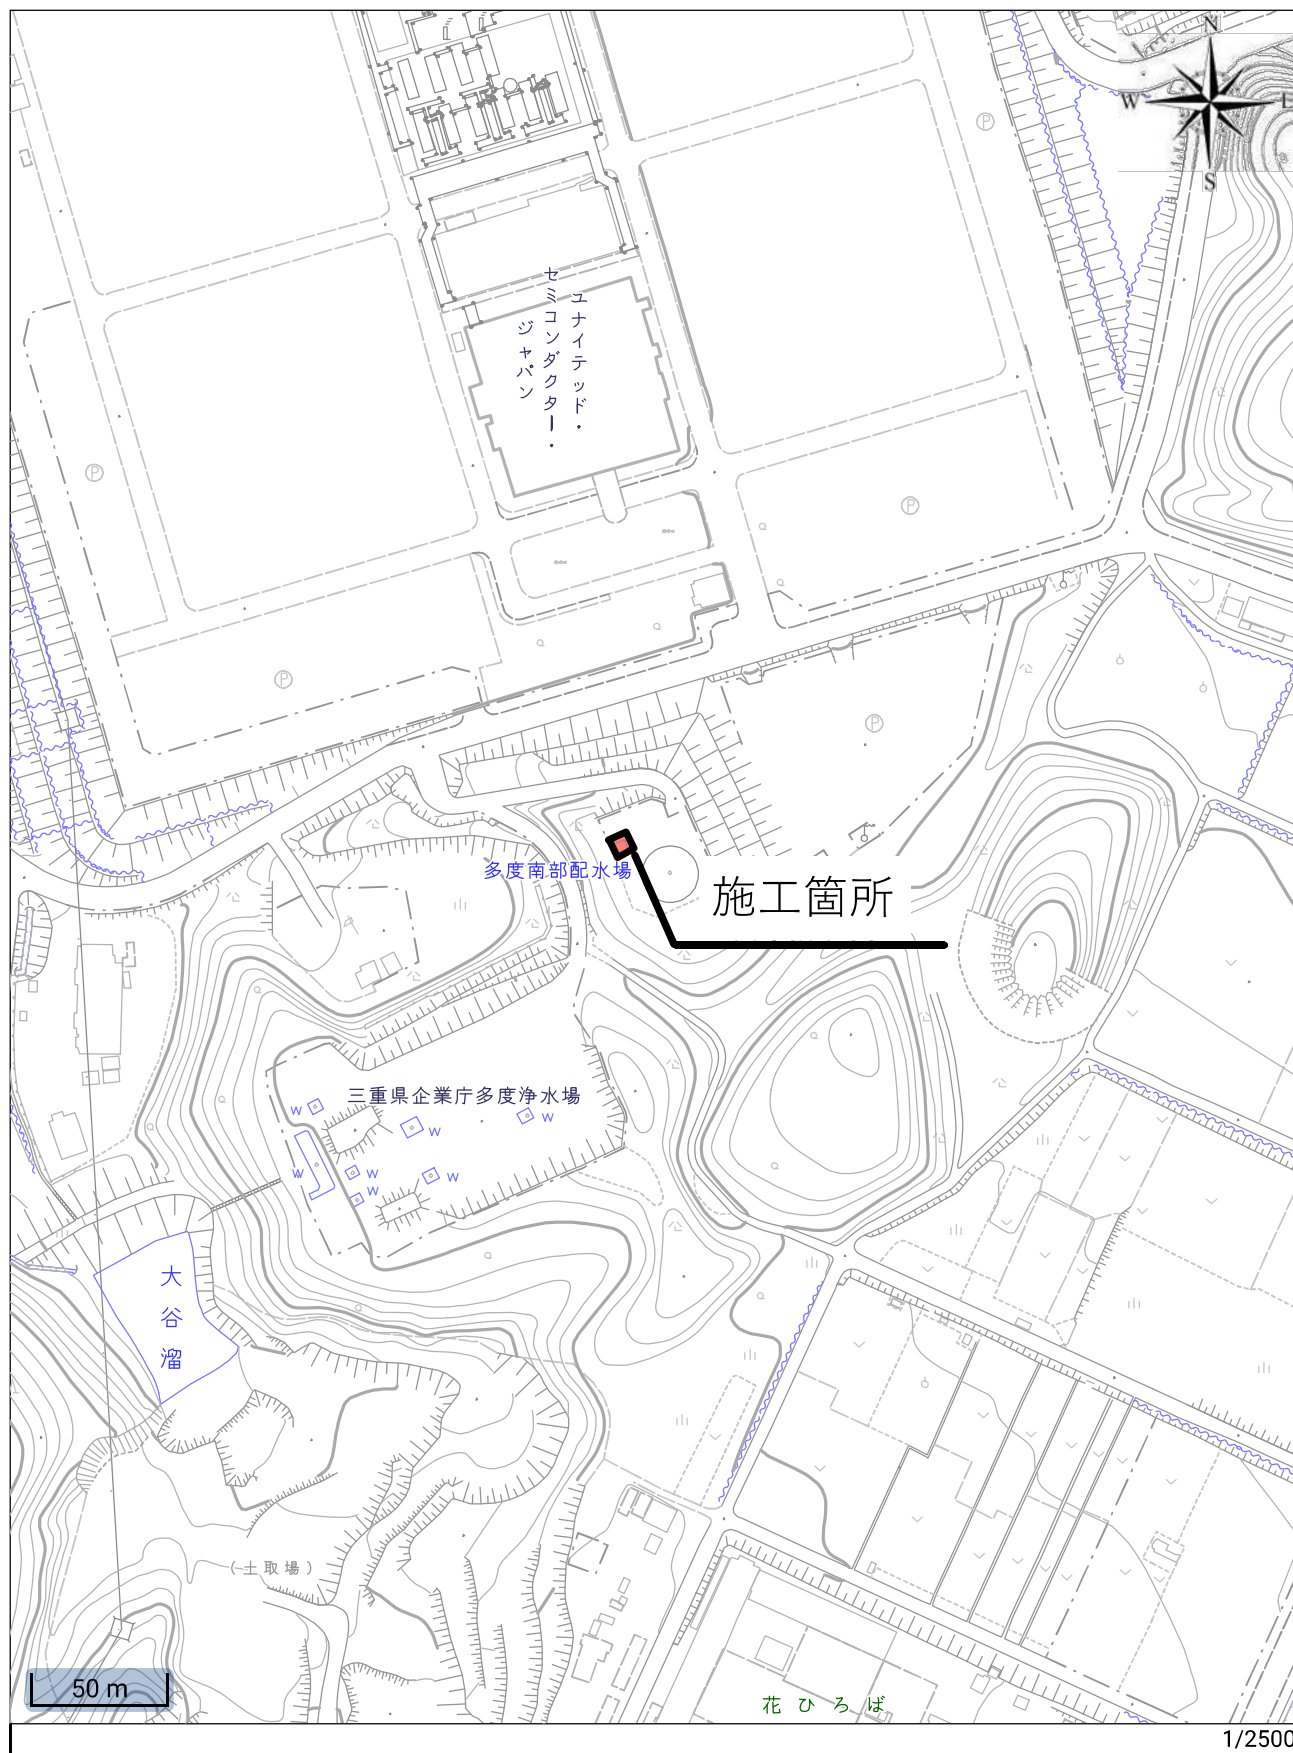 N
W
E
S
Ⓟ
ユナイテッド・
セミコンダクター・
ジャパン
Ⓟ
Ⓟ
Ⓟ
Ⓟ
多度南部配水場
施工箇所
三重県企業庁多度浄水場
W
W
W
W
W
W
W
大
谷
溜
(土取場)
50 m
花ひろば
1/2500